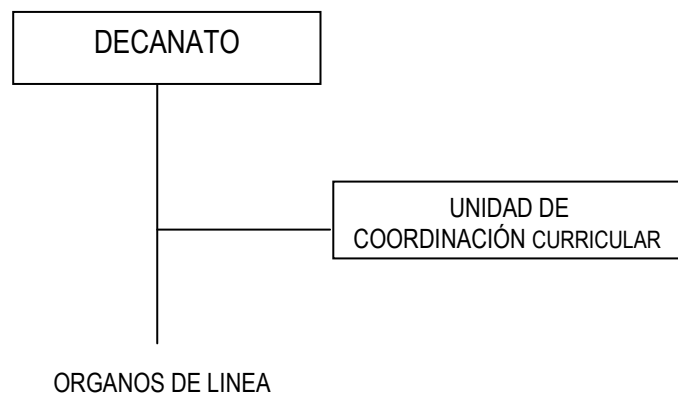 DECANATO
UNIDAD DE
COORDINACIÓN CURRICULAR
ORGANOS DE LINEA